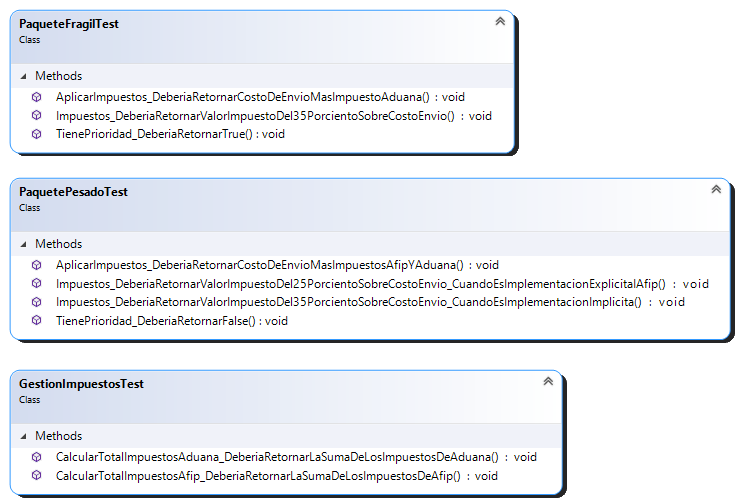 PaqueteFragilTest
Class
Methods
AplicarImpuestos_DeberiaRetornarCostoDeEnvioMasImpuestoAduana() : void
Impuestos_DeberiaRetornarValorImpuestoDel35PorcientoSobreCostoEnvio() : void
TienePrioridad_DeberiaRetornarTrue() : void
PaquetePesadoTest
Class
Methods
AplicarImpuestos_DeberiaRetornarCostoDeEnvioMasImpuestosAfipYAduana() : void
Impuestos_DeberiaRetornarValorImpuestoDel25PorcientoSobreCostoEnvio_CuandoEsImplementacionExplicitaIAfip() : void
Impuestos_DeberiaRetornarValorImpuestoDel35PorcientoSobreCostoEnvio_CuandoEsImplementacionImplicita() : void
TienePrioridad_DeberiaRetornarFalse() : void
GestionImpuestosTest
Class
Methods
CalcularTotalImpuestosAduana_DeberiaRetornarLaSumaDeLosImpuestosDeAduana() : void
CalcularTotalImpuestosAfip_DeberiaRetornarLaSumaDeLosImpuestosDeAfip() : void